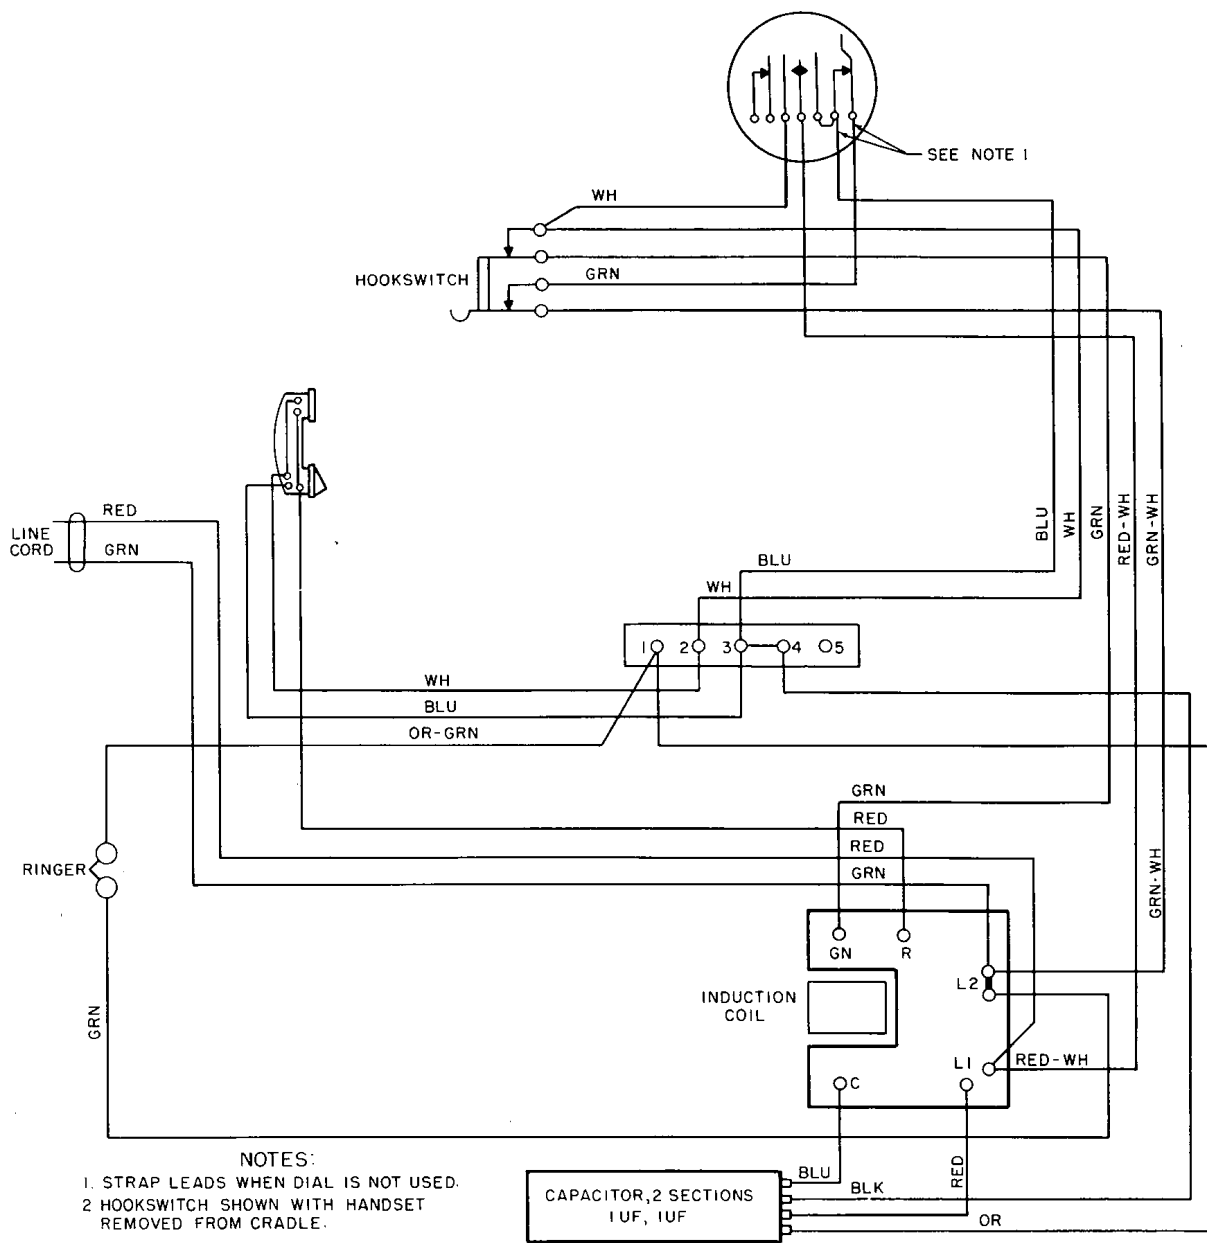 SEE NOTE 1
WH
HOOKSWITCH
GRN
RED
LINE
CORD
GRN
BLU
WH
GRN
RED-WH
GRN-WH
BLU
WH
1
2
3
4
5
WH
BLU
OR-GRN
GRN
RED
RED
GRN
RINGER
GRN-WH
GN
R
L2
INDUCTION
COIL
GRN
L1
RED-WH
C
NOTES:
1. STRAP LEADS WHEN DIAL IS NOT USED.
2 HOOKSWITCH SHOWN WITH HANDSET
REMOVED FROM CRADLE.
CAPACITOR, 2 SECTIONS
1UF, 1UF
BLU
BLK
RED
OR